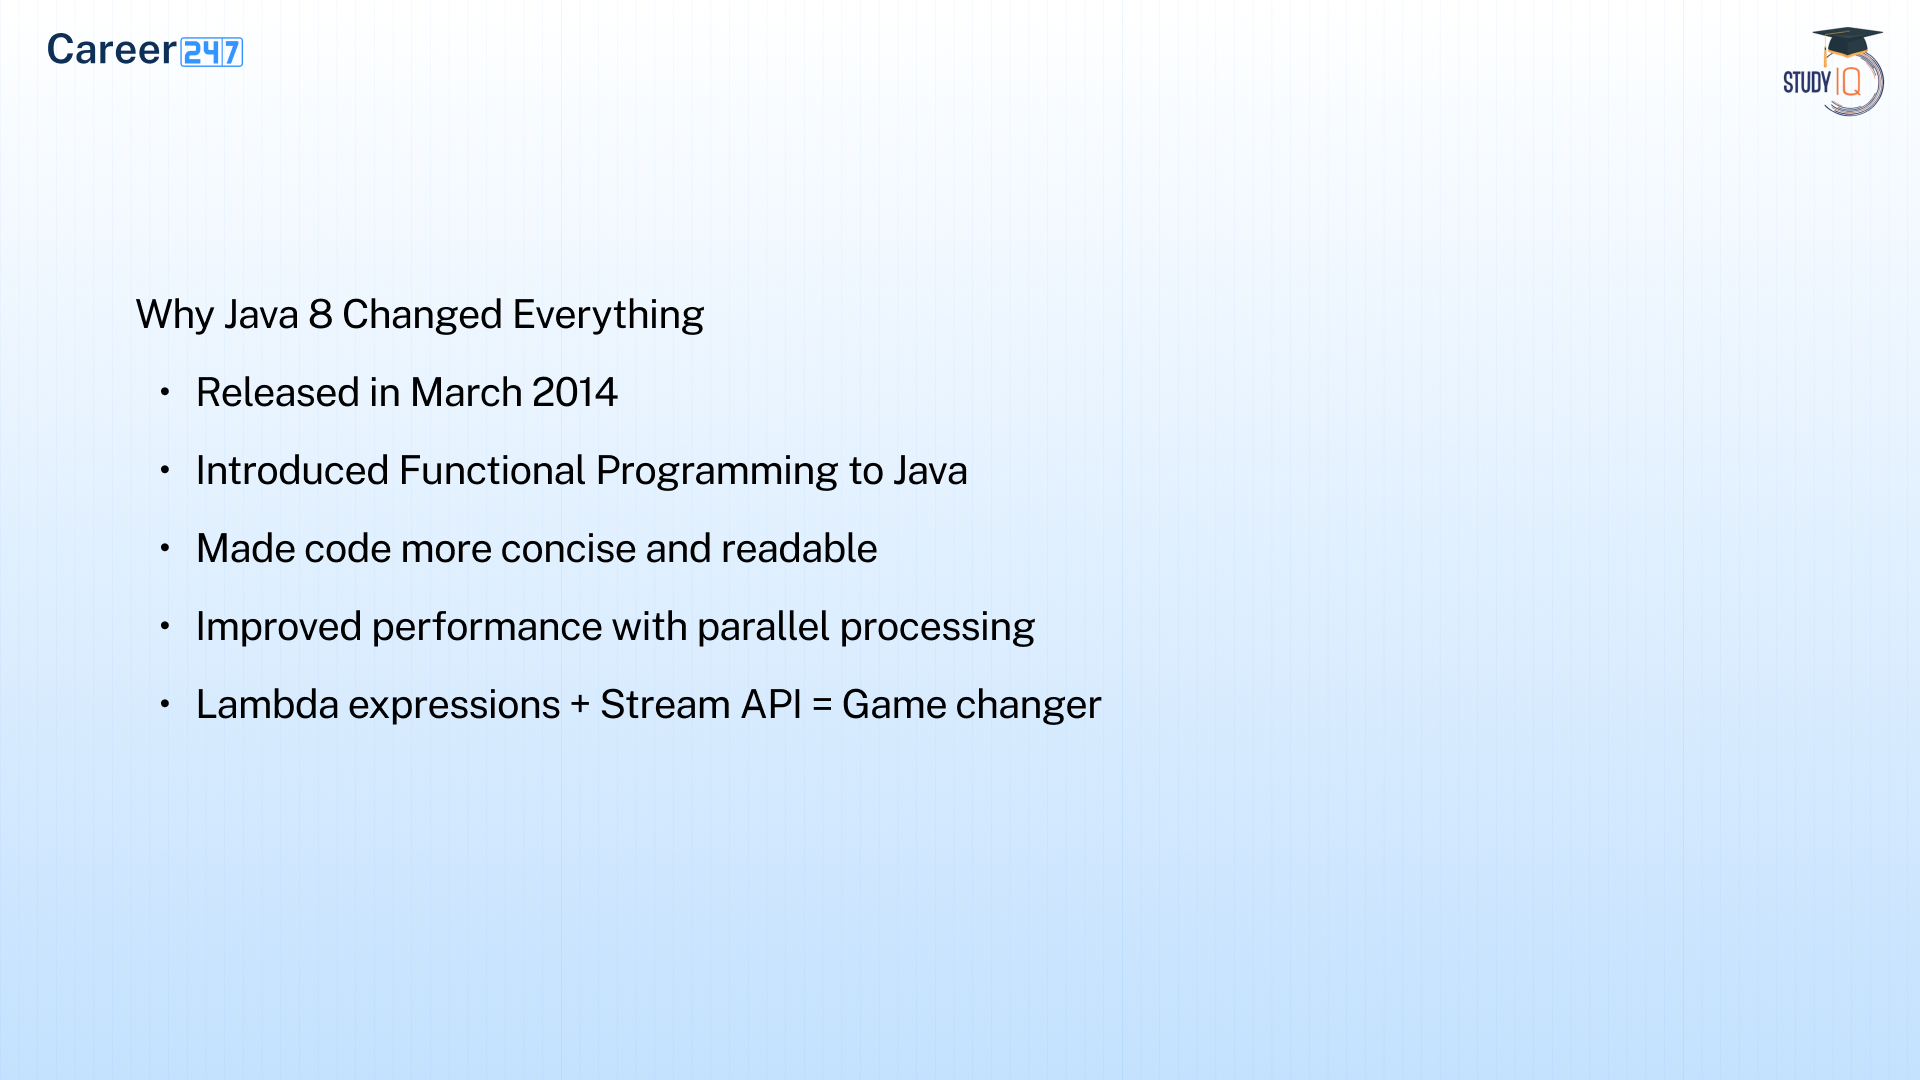 Career247
STUDY IQ
Why Java 8 Changed Everything
• Released in March 2014
• Introduced Functional Programming to Java
• Made code more concise and readable
• Improved performance with parallel processing
• Lambda expressions + Stream API = Game changer